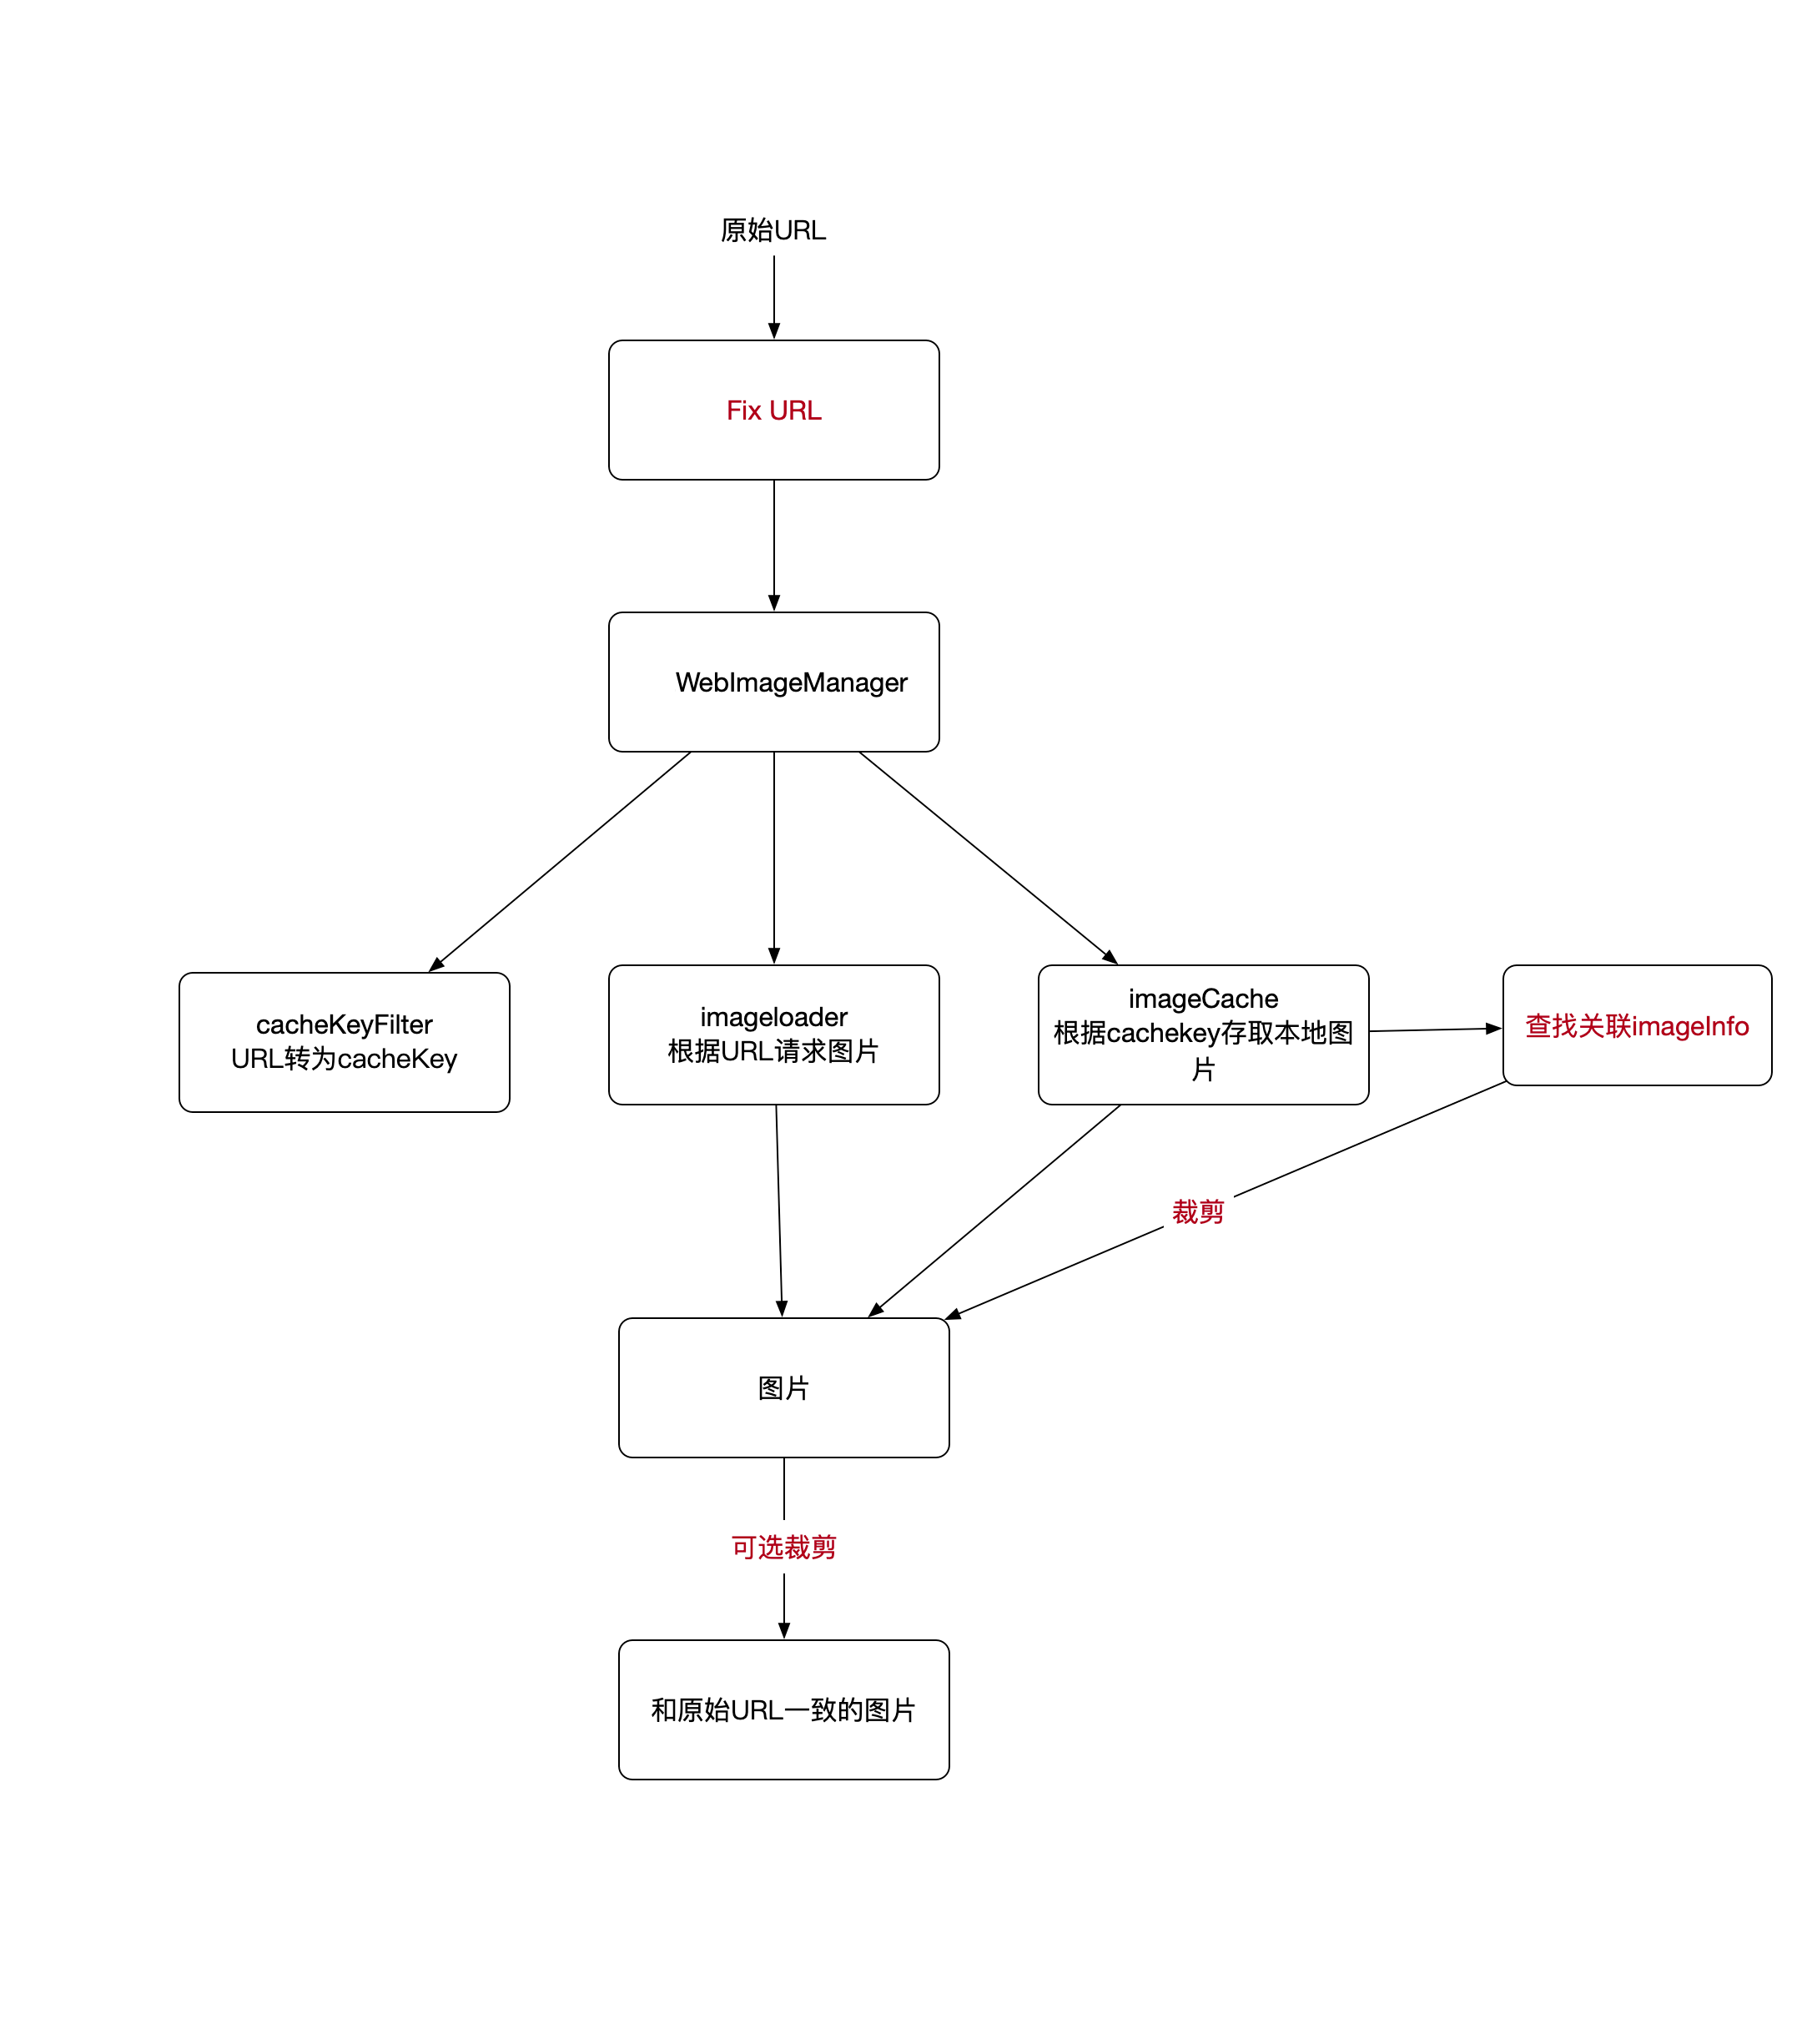 原始URL
Fix URL
WebImageManager
cacheKeyFilter
URL转为cacheKey
imageloader
根据URL请求图片
imageCache
根据cachekey存取本地图
片
查找关联imageInfo
裁剪
图片
可选裁剪
和原始URL一致的图片